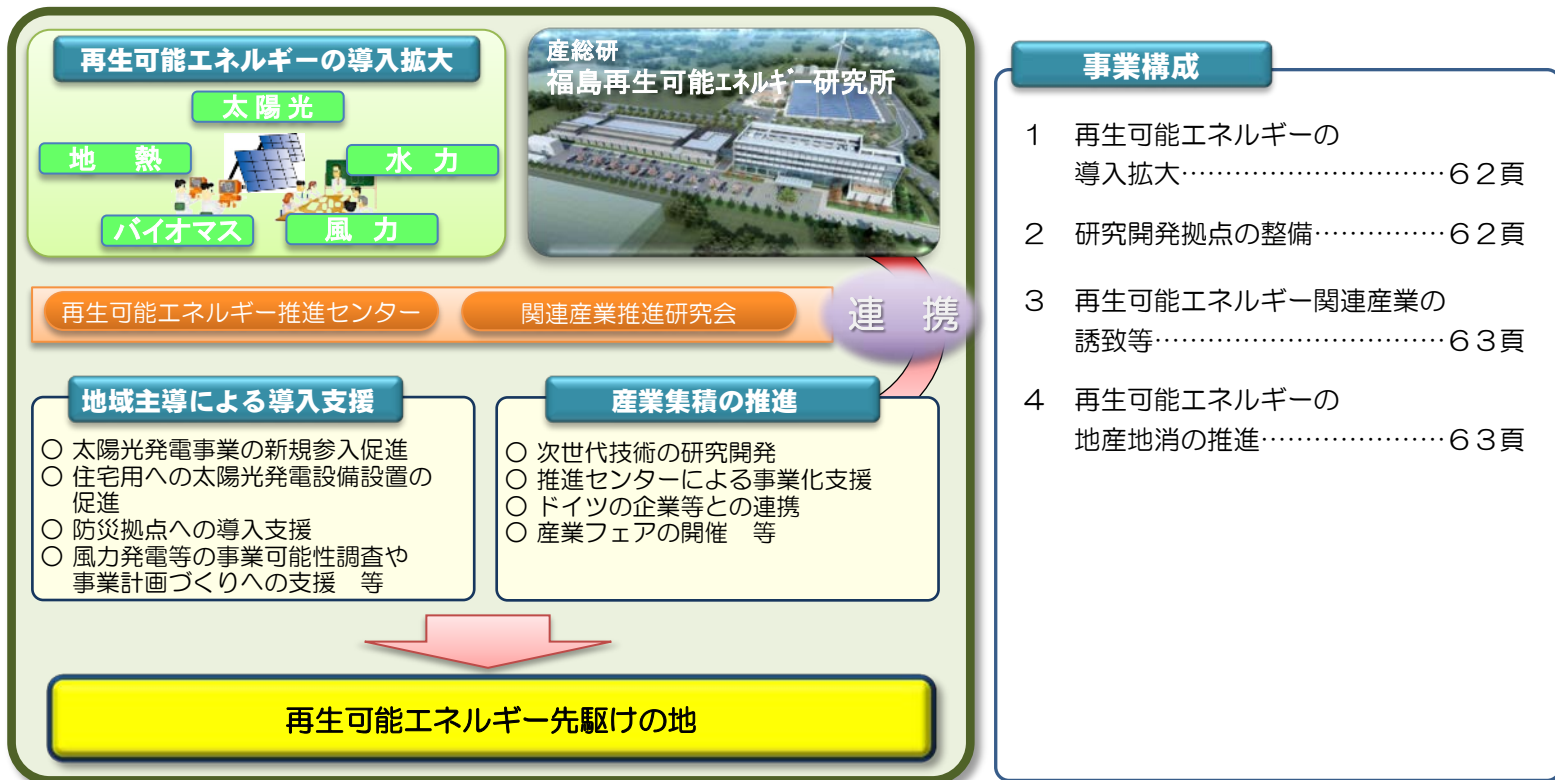 再生可能エネルギーの導入拡大
太陽光
地　熱
水　力
バイオマス
風　力
産総研
福島再生可能エネルギー研究所
再生可能エネルギー推進センター
関連産業推進研究会
連　携
地域主導による導入支援
○ 太陽光発電事業の新規参入促進
○ 住宅用への太陽光発電設備設置の
促進
○ 防災拠点への導入支援
○ 風力発電等の事業可能性調査や
事業計画づくりへの支援　等
産業集積の推進
○ 次世代技術の研究開発
○ 推進センターによる事業化支援
○ ドイツの企業等との連携
○ 産業フェアの開催　等
再生可能エネルギー先駆けの地
事業構成
１　再生可能エネルギーの
導入拡大…………………………６２頁
２　研究開発拠点の整備……………６２頁
３　再生可能エネルギー関連産業の
誘致等……………………………６３頁
４　再生可能エネルギーの
地産地消の推進…………………６３頁